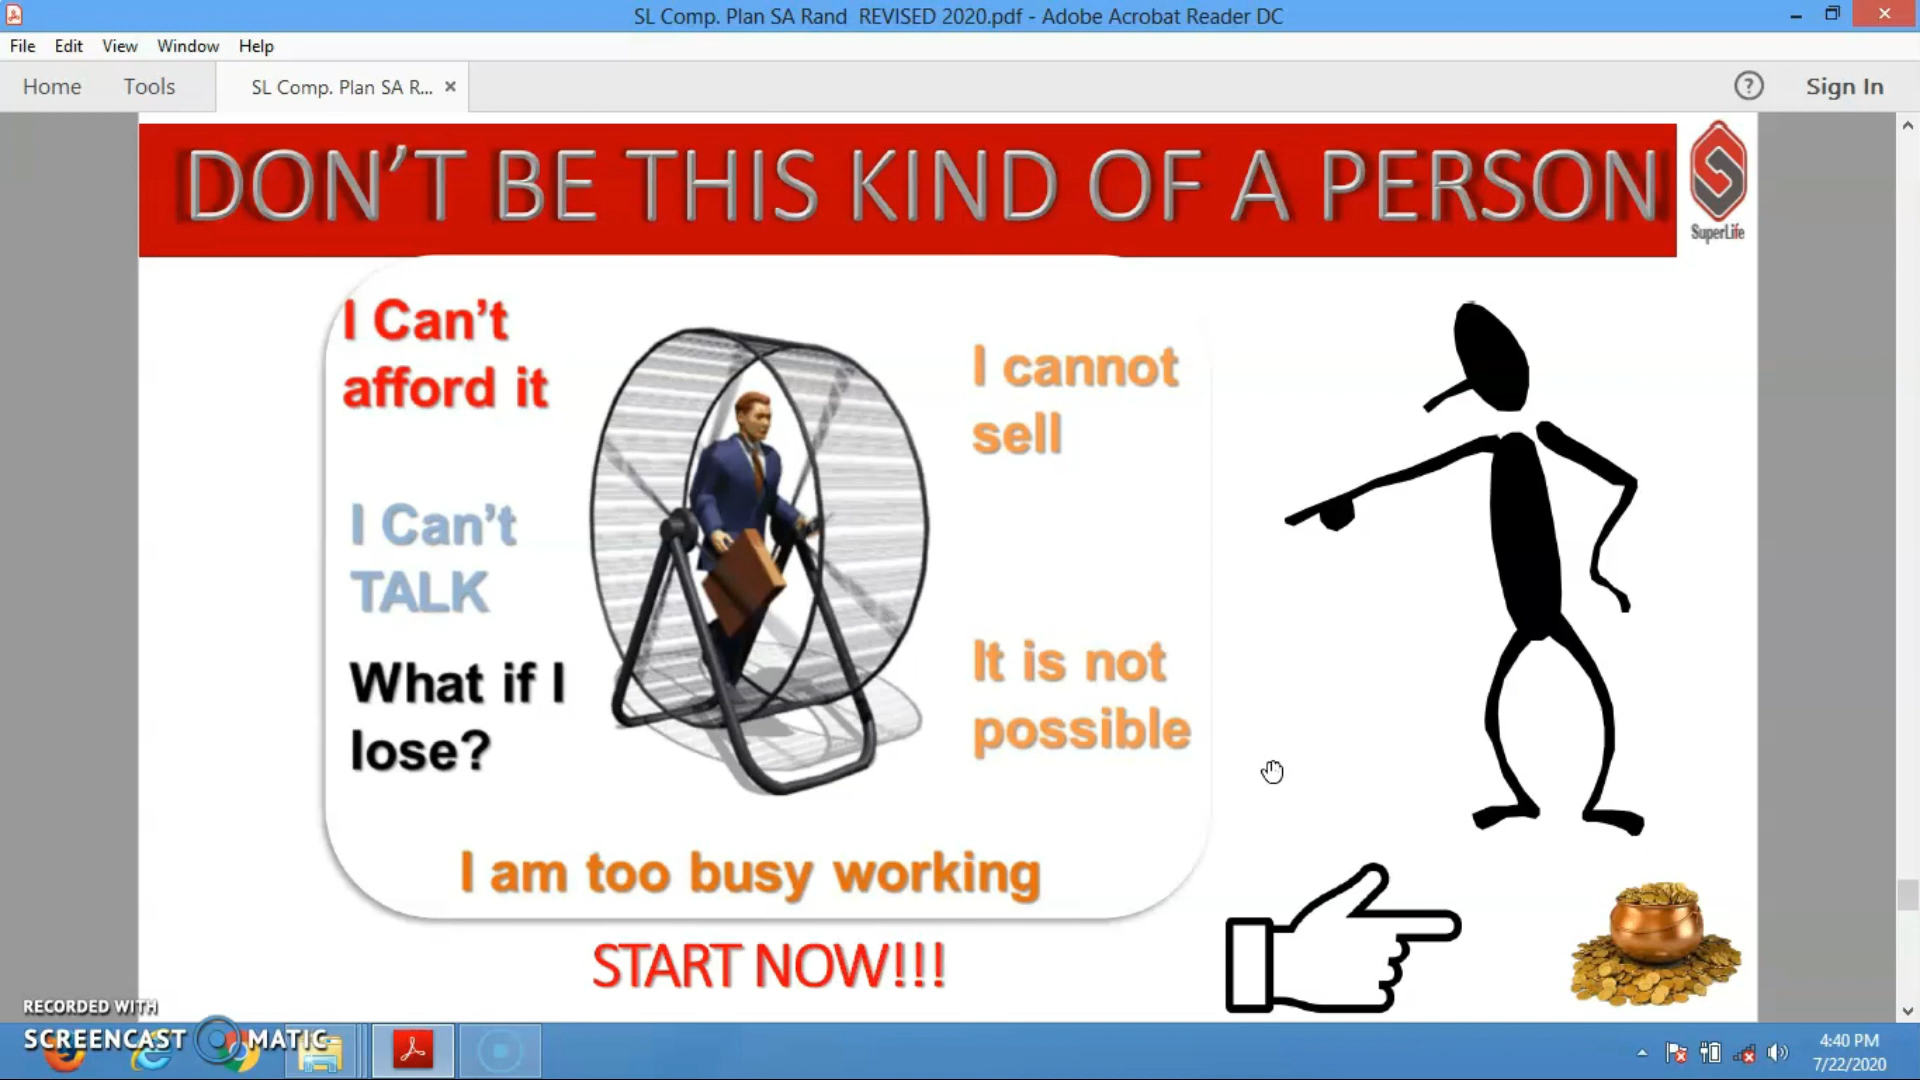 SL Comp. Plan SA Rand REVISED 2020.pdf - Adobe Acrobat Reader DC
File Edit View Window Help
Home Tools SL Comp. Plan SA R... × ? Sign In
DON'T BE THIS KIND OF A PERSON
SuperLife
I Can't
afford it
I cannot
sell
I Can't
TALK
What if I
lose?
It is not
possible
I am too busy working
START NOW!!!
RECORDED WITH
SCREENCAST MATIC
4:40 PM
7/22/2020